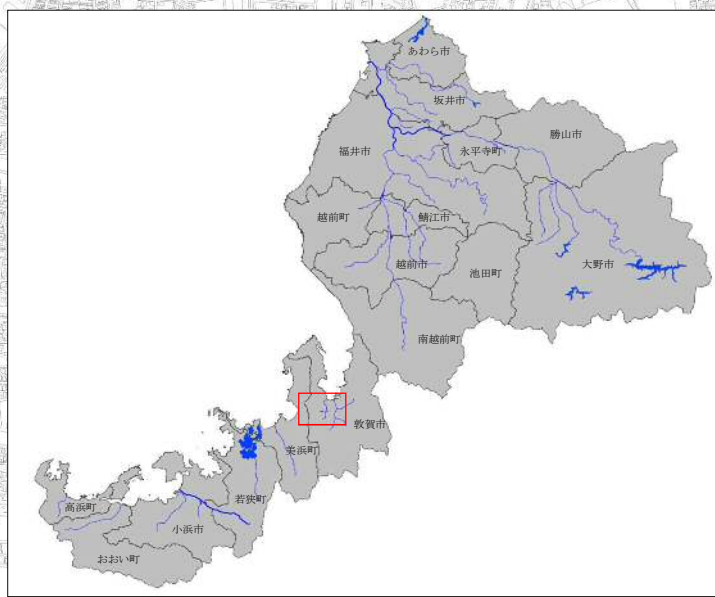 あわら市
坂井市
勝山市
福井市
永平寺町
越前町
鯖江市
越前市
大野市
池田町
南越前町
敦賀市
美浜町
若狭町
高浜町
小浜市
おおい町